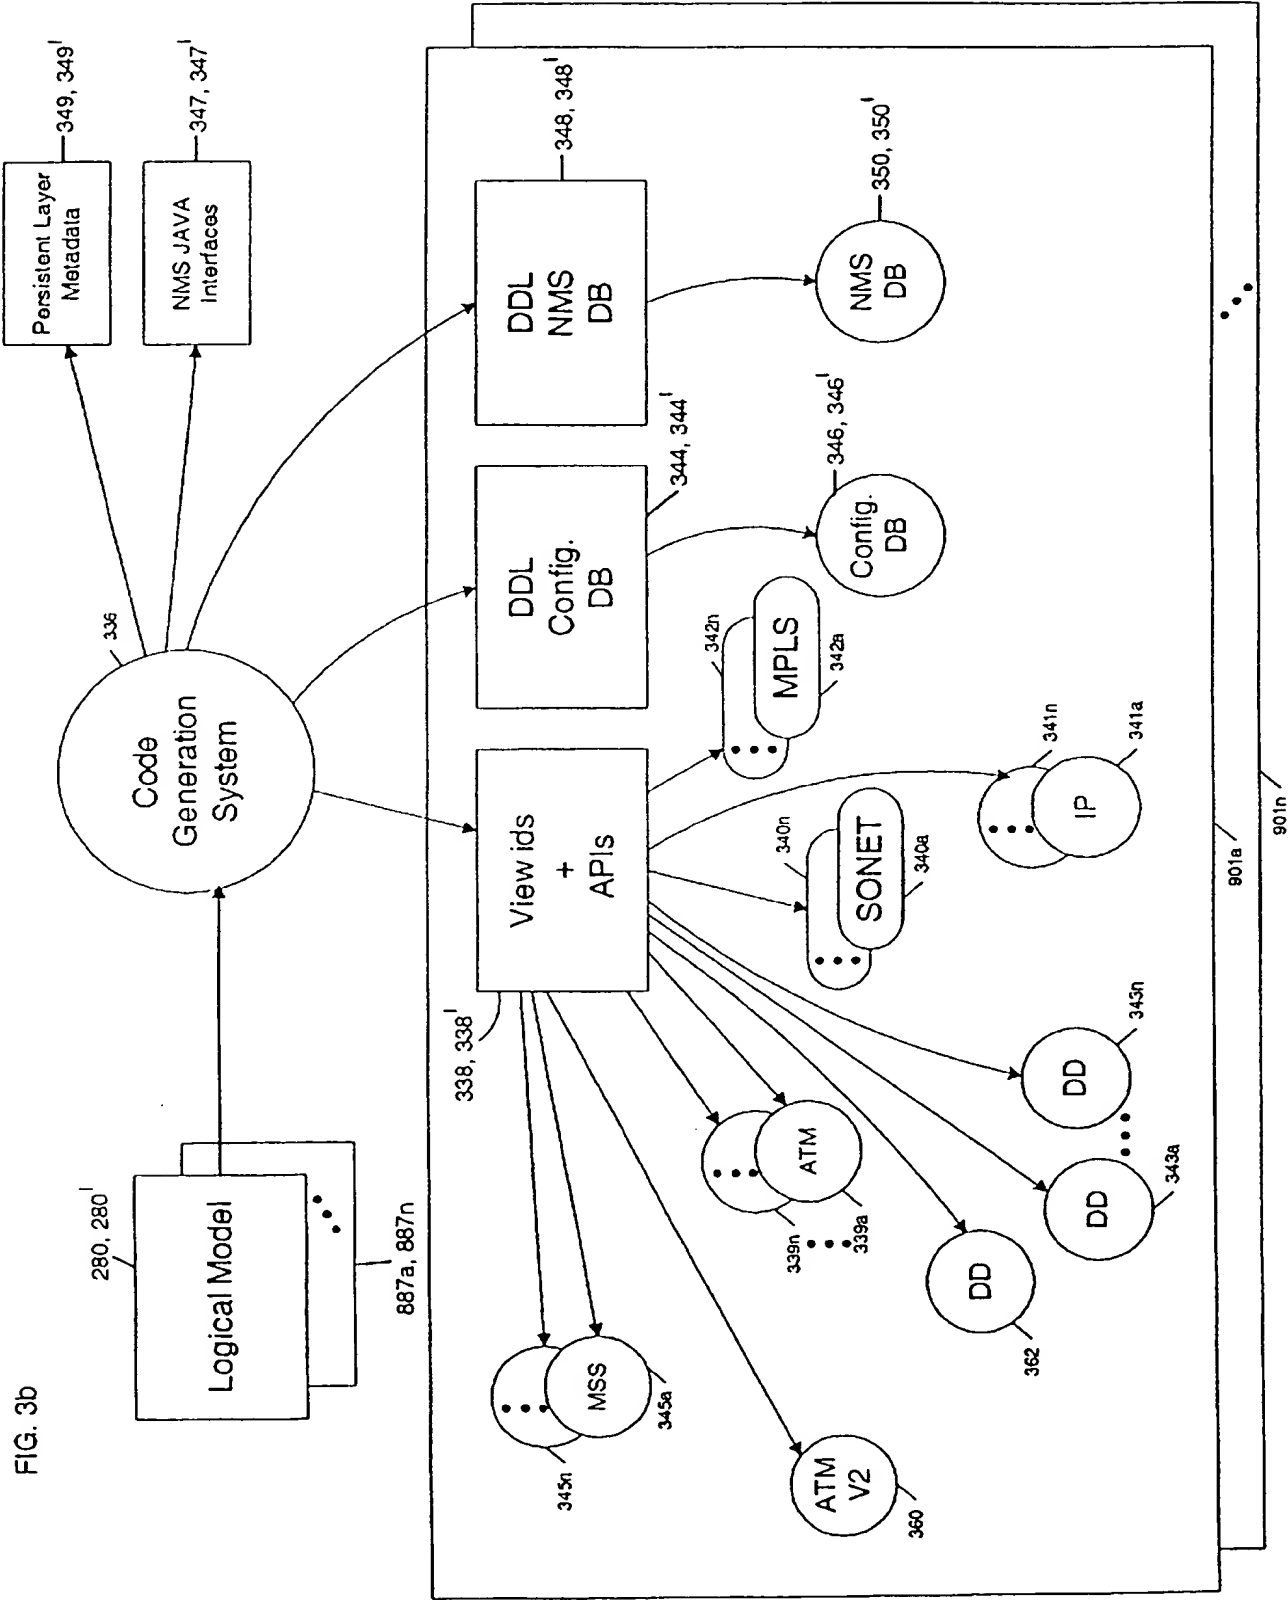 FIG. 3b
280, 280'
Logical Model
887a, 887n
Code
Generation
System
336
Persistent Layer
Metadata
349, 349'
NMS JAVA
Interfaces
347, 347'
338, 338'
View ids
+
APIs
DDL
Config.
DB
344, 344'
DDL
NMS
DB
348, 348'
345n
MSS
345a
ATM
V2
360
339n
ATM
339a
DD
362
DD
343a
DD
343n
340n
SONET
340a
342n
MPLS
342a
341n
IP
341a
Config.
DB
346, 346'
NMS
DB
350, 350'
901a
901n